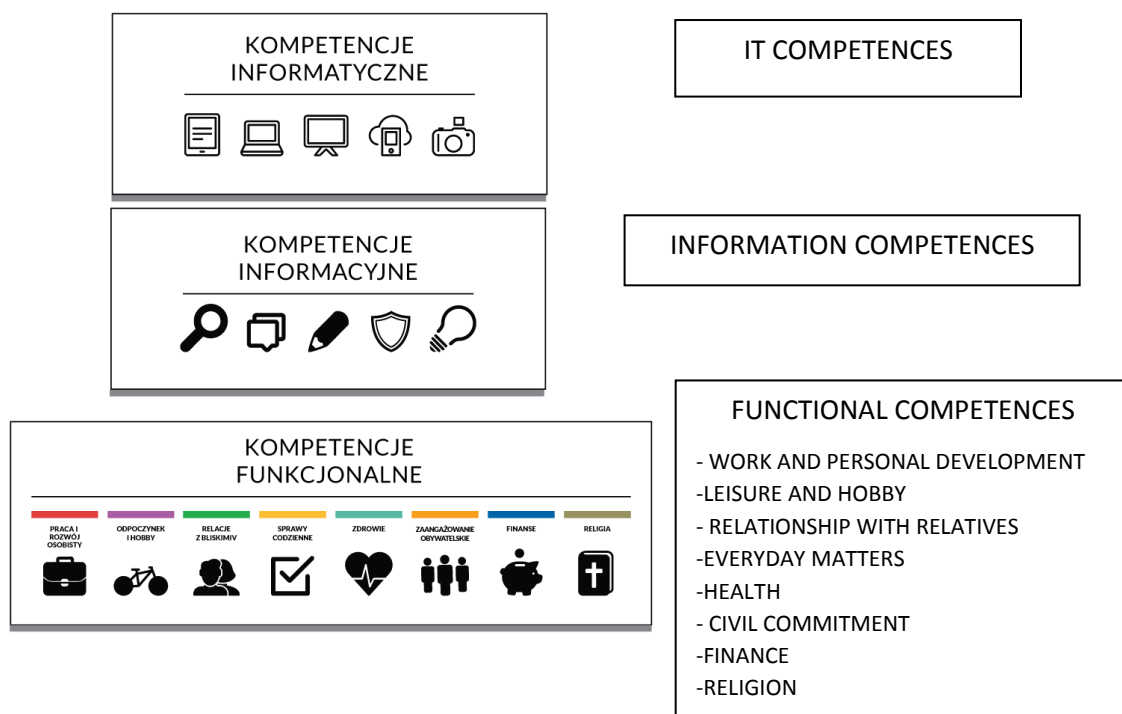 KOMPETENCJE
INFORMATYCZNE
IT COMPETENCES
KOMPETENCJE
INFORMACYJNE
INFORMATION COMPETENCES
KOMPETENCJE
FUNKCJONALNE
PRACA I
ROZWÓJ
OSOBISTY
ODPOCZYNEK
I HOBBY
RELACJE
Z BLISKIMIV
SPRAWY
CODZIENNE
ZDROWIE
ZAANGAŻOWANIE
OBYWATELSKIE
FINANSE
RELIGIA
FUNCTIONAL COMPETENCES
- WORK AND PERSONAL DEVELOPMENT
-LEISURE AND HOBBY
- RELATIONSHIP WITH RELATIVES
-EVERYDAY MATTERS
-HEALTH
- CIVIL COMMITMENT
-FINANCE
-RELIGION